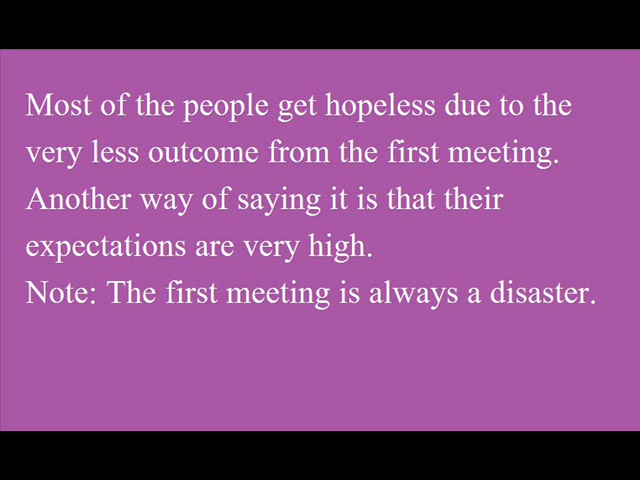 Most of the people get hopeless due to the
very less outcome from the first meeting.
Another way of saying it is that their
expectations are very high.
Note: The first meeting is always a disaster.